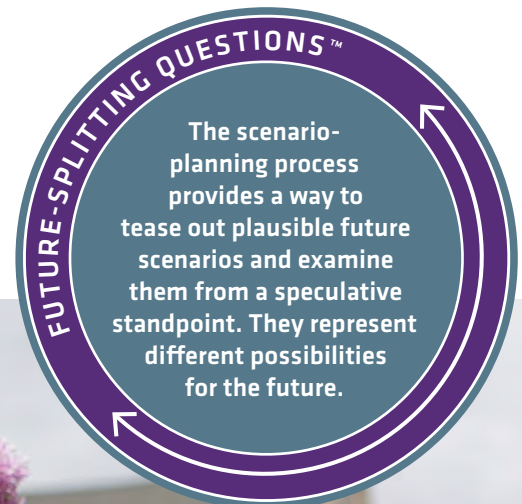 FUTURE-SPLITTING QUESTIONS™
The scenario-
planning process
provides a way to
tease out plausible future
scenarios and examine
them from a speculative
standpoint. They represent
different possibilities
for the future.